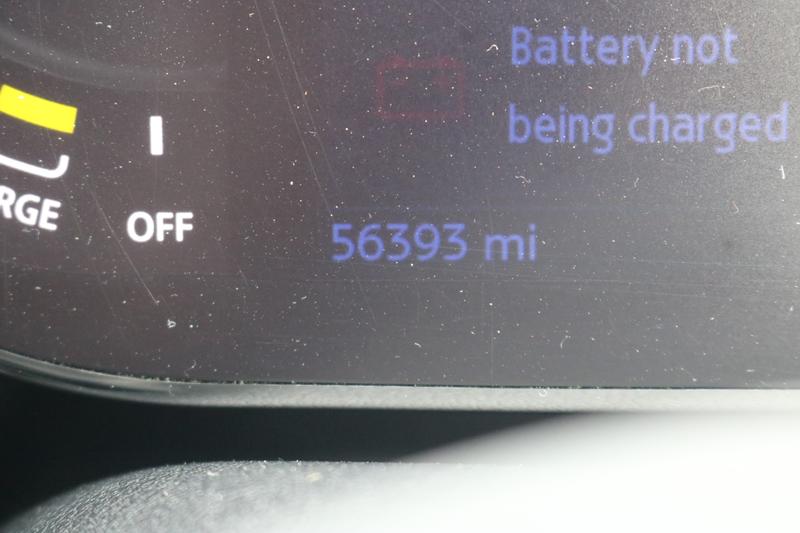 Battery not
being charged
RGE
OFF
56393 mi